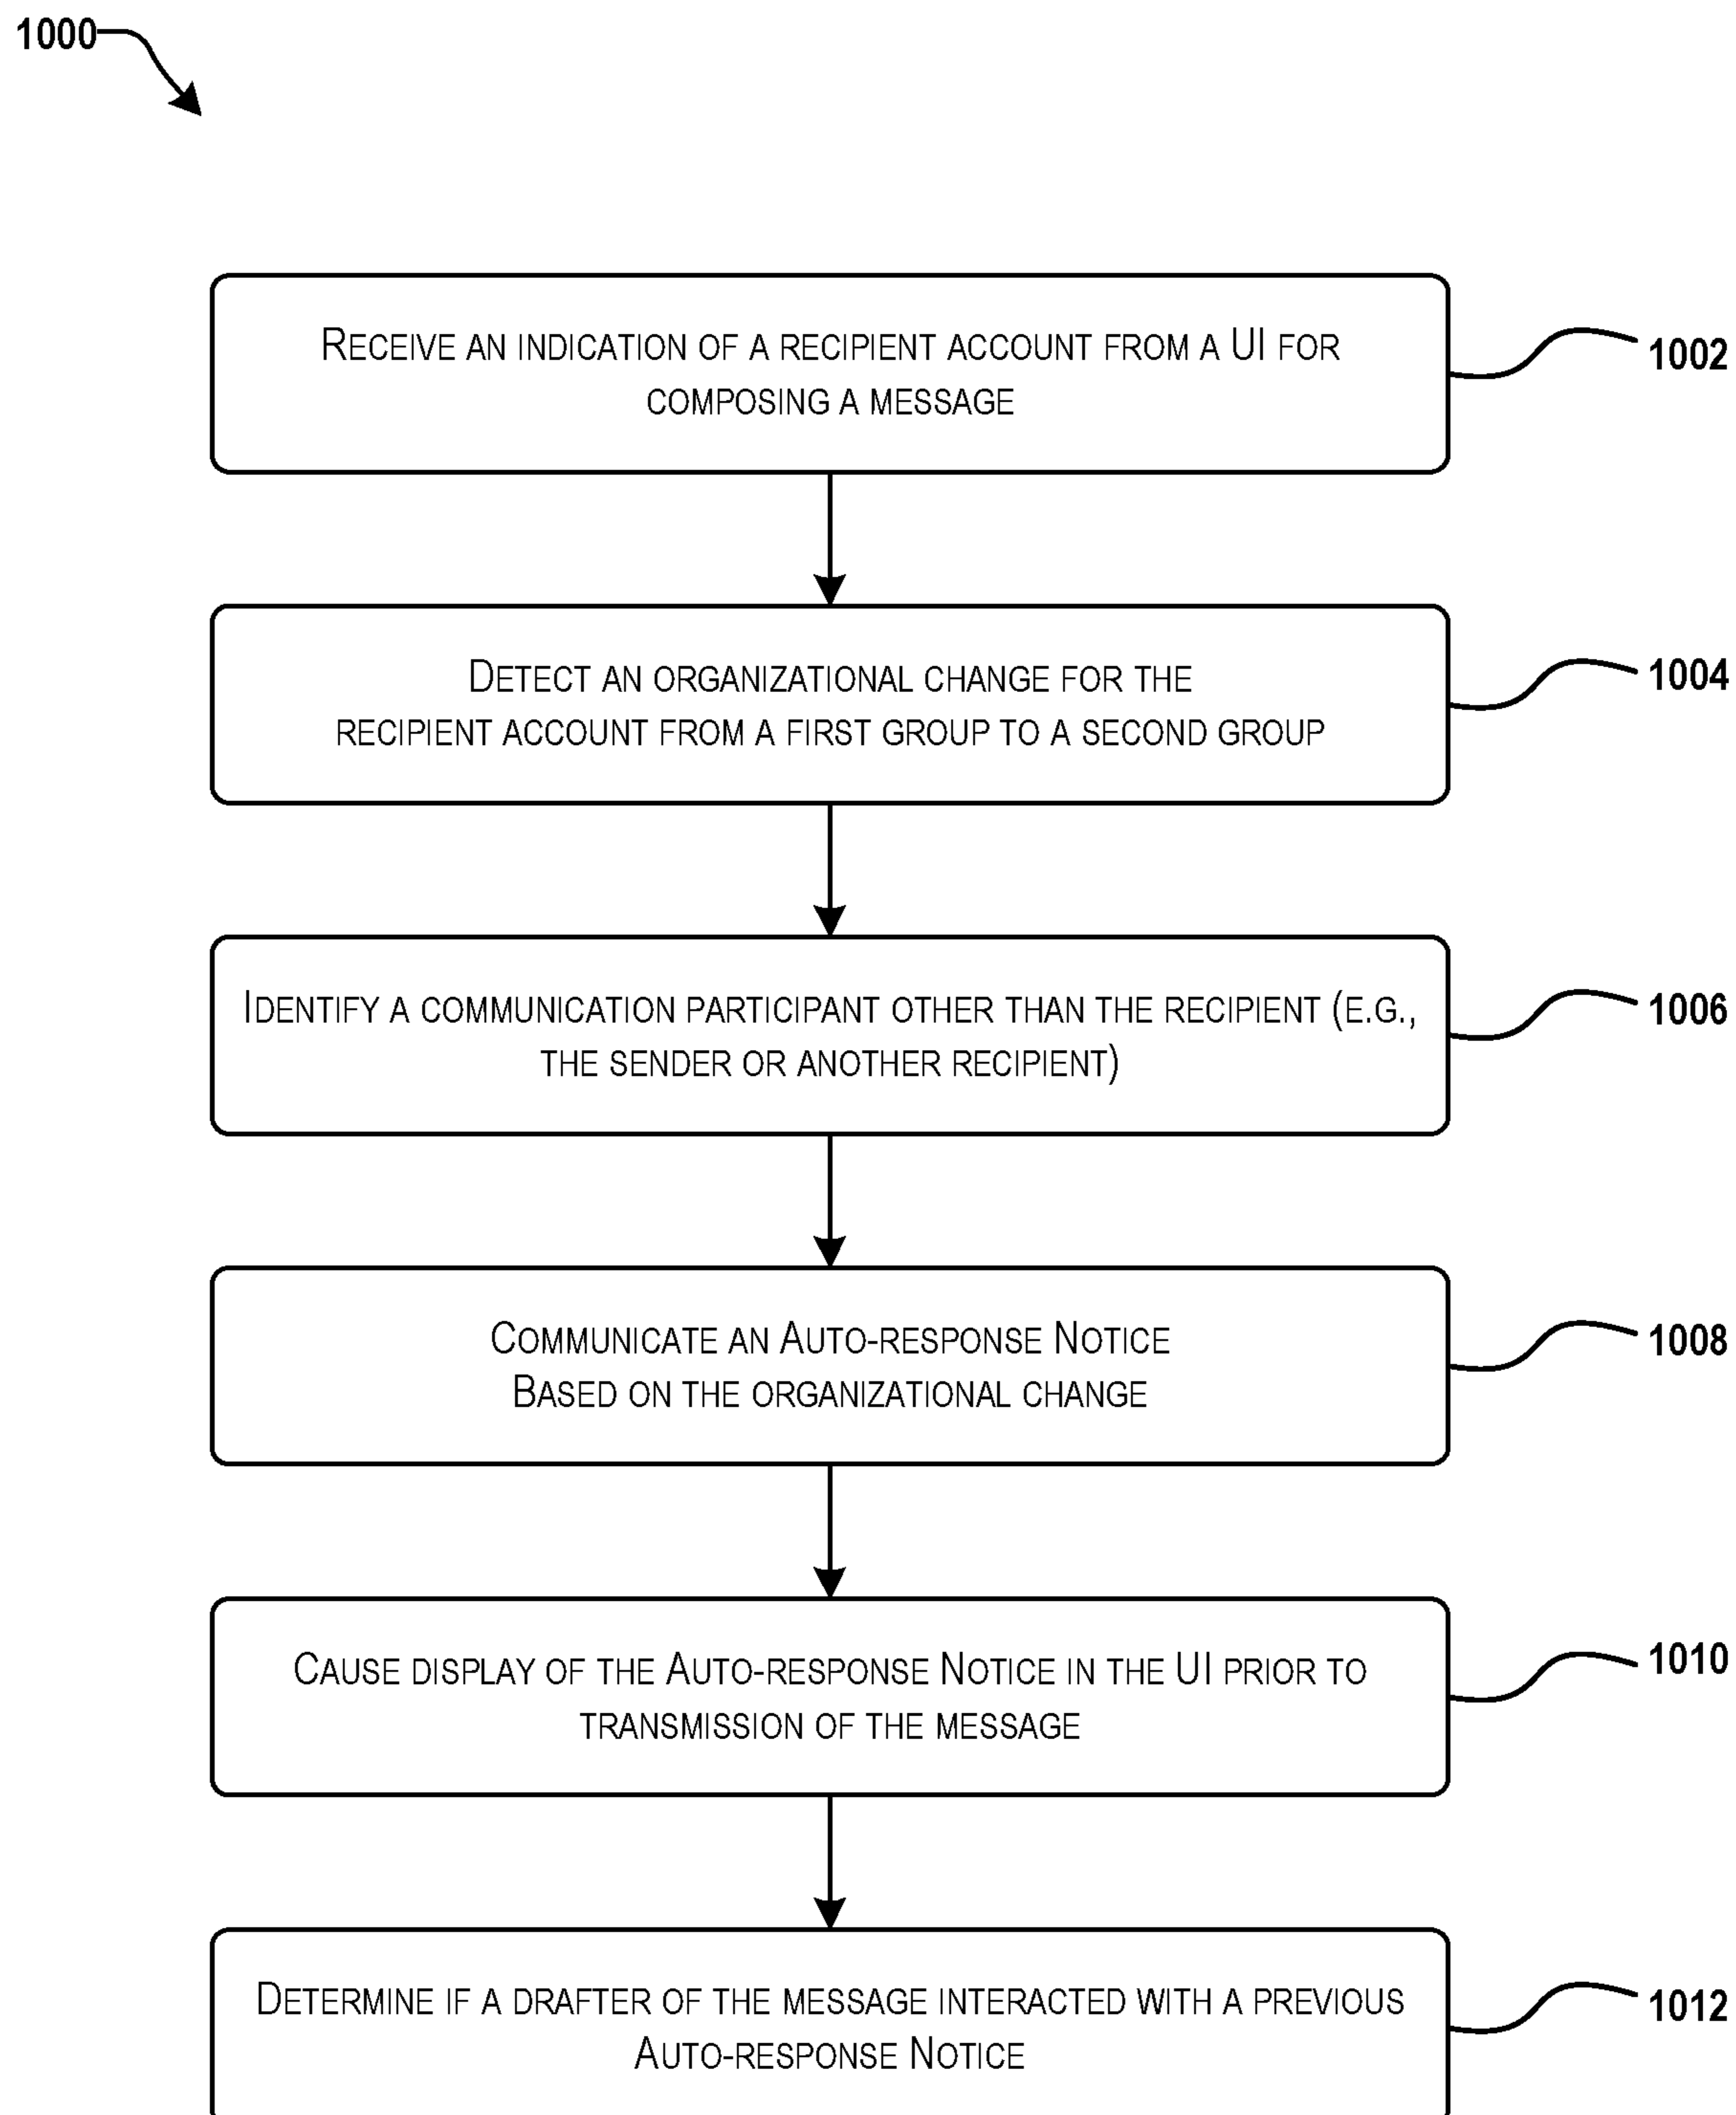 1000
RECEIVE AN INDICATION OF A RECIPIENT ACCOUNT FROM A UI FOR
COMPOSING A MESSAGE
1002
DETECT AN ORGANIZATIONAL CHANGE FOR THE
RECIPIENT ACCOUNT FROM A FIRST GROUP TO A SECOND GROUP
1004
IDENTIFY A COMMUNICATION PARTICIPANT OTHER THAN THE RECIPIENT (E.G.,
THE SENDER OR ANOTHER RECIPIENT)
1006
COMMUNICATE AN AUTO-RESPONSE NOTICE
BASED ON THE ORGANIZATIONAL CHANGE
1008
CAUSE DISPLAY OF THE AUTO-RESPONSE NOTICE IN THE UI PRIOR TO
TRANSMISSION OF THE MESSAGE
1010
DETERMINE IF A DRAFTER OF THE MESSAGE INTERACTED WITH A PREVIOUS
AUTO-RESPONSE NOTICE
1012